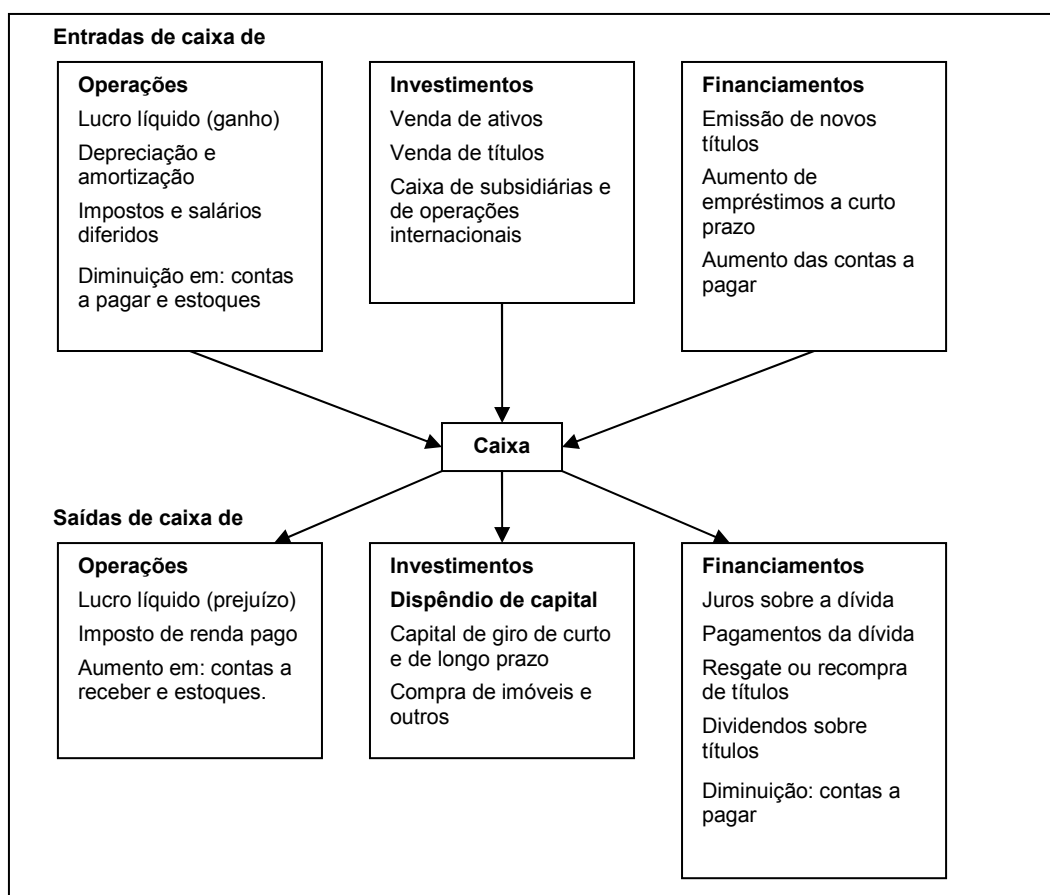 Entradas de caixa de
Operações
Lucro líquido (ganho)
Depreciação e
amortização
Impostos e salários
diferidos
Diminuição em: contas
a pagar e estoques
Investimentos
Venda de ativos
Venda de títulos
Caixa de subsidiárias e
de operações
internacionais
Financiamentos
Emissão de novos
títulos
Aumento de
empréstimos a curto
prazo
Aumento das contas a
pagar
Caixa
Saídas de caixa de
Operações
Lucro líquido (prejuízo)
Imposto de renda pago
Aumento em: contas a
receber e estoques.
Investimentos
Dispêndio de capital
Capital de giro de curto
e de longo prazo
Compra de imóveis e
outros
Financiamentos
Juros sobre a dívida
Pagamentos da dívida
Resgate ou recompra
de títulos
Dividendos sobre
títulos
Diminuição: contas a
pagar